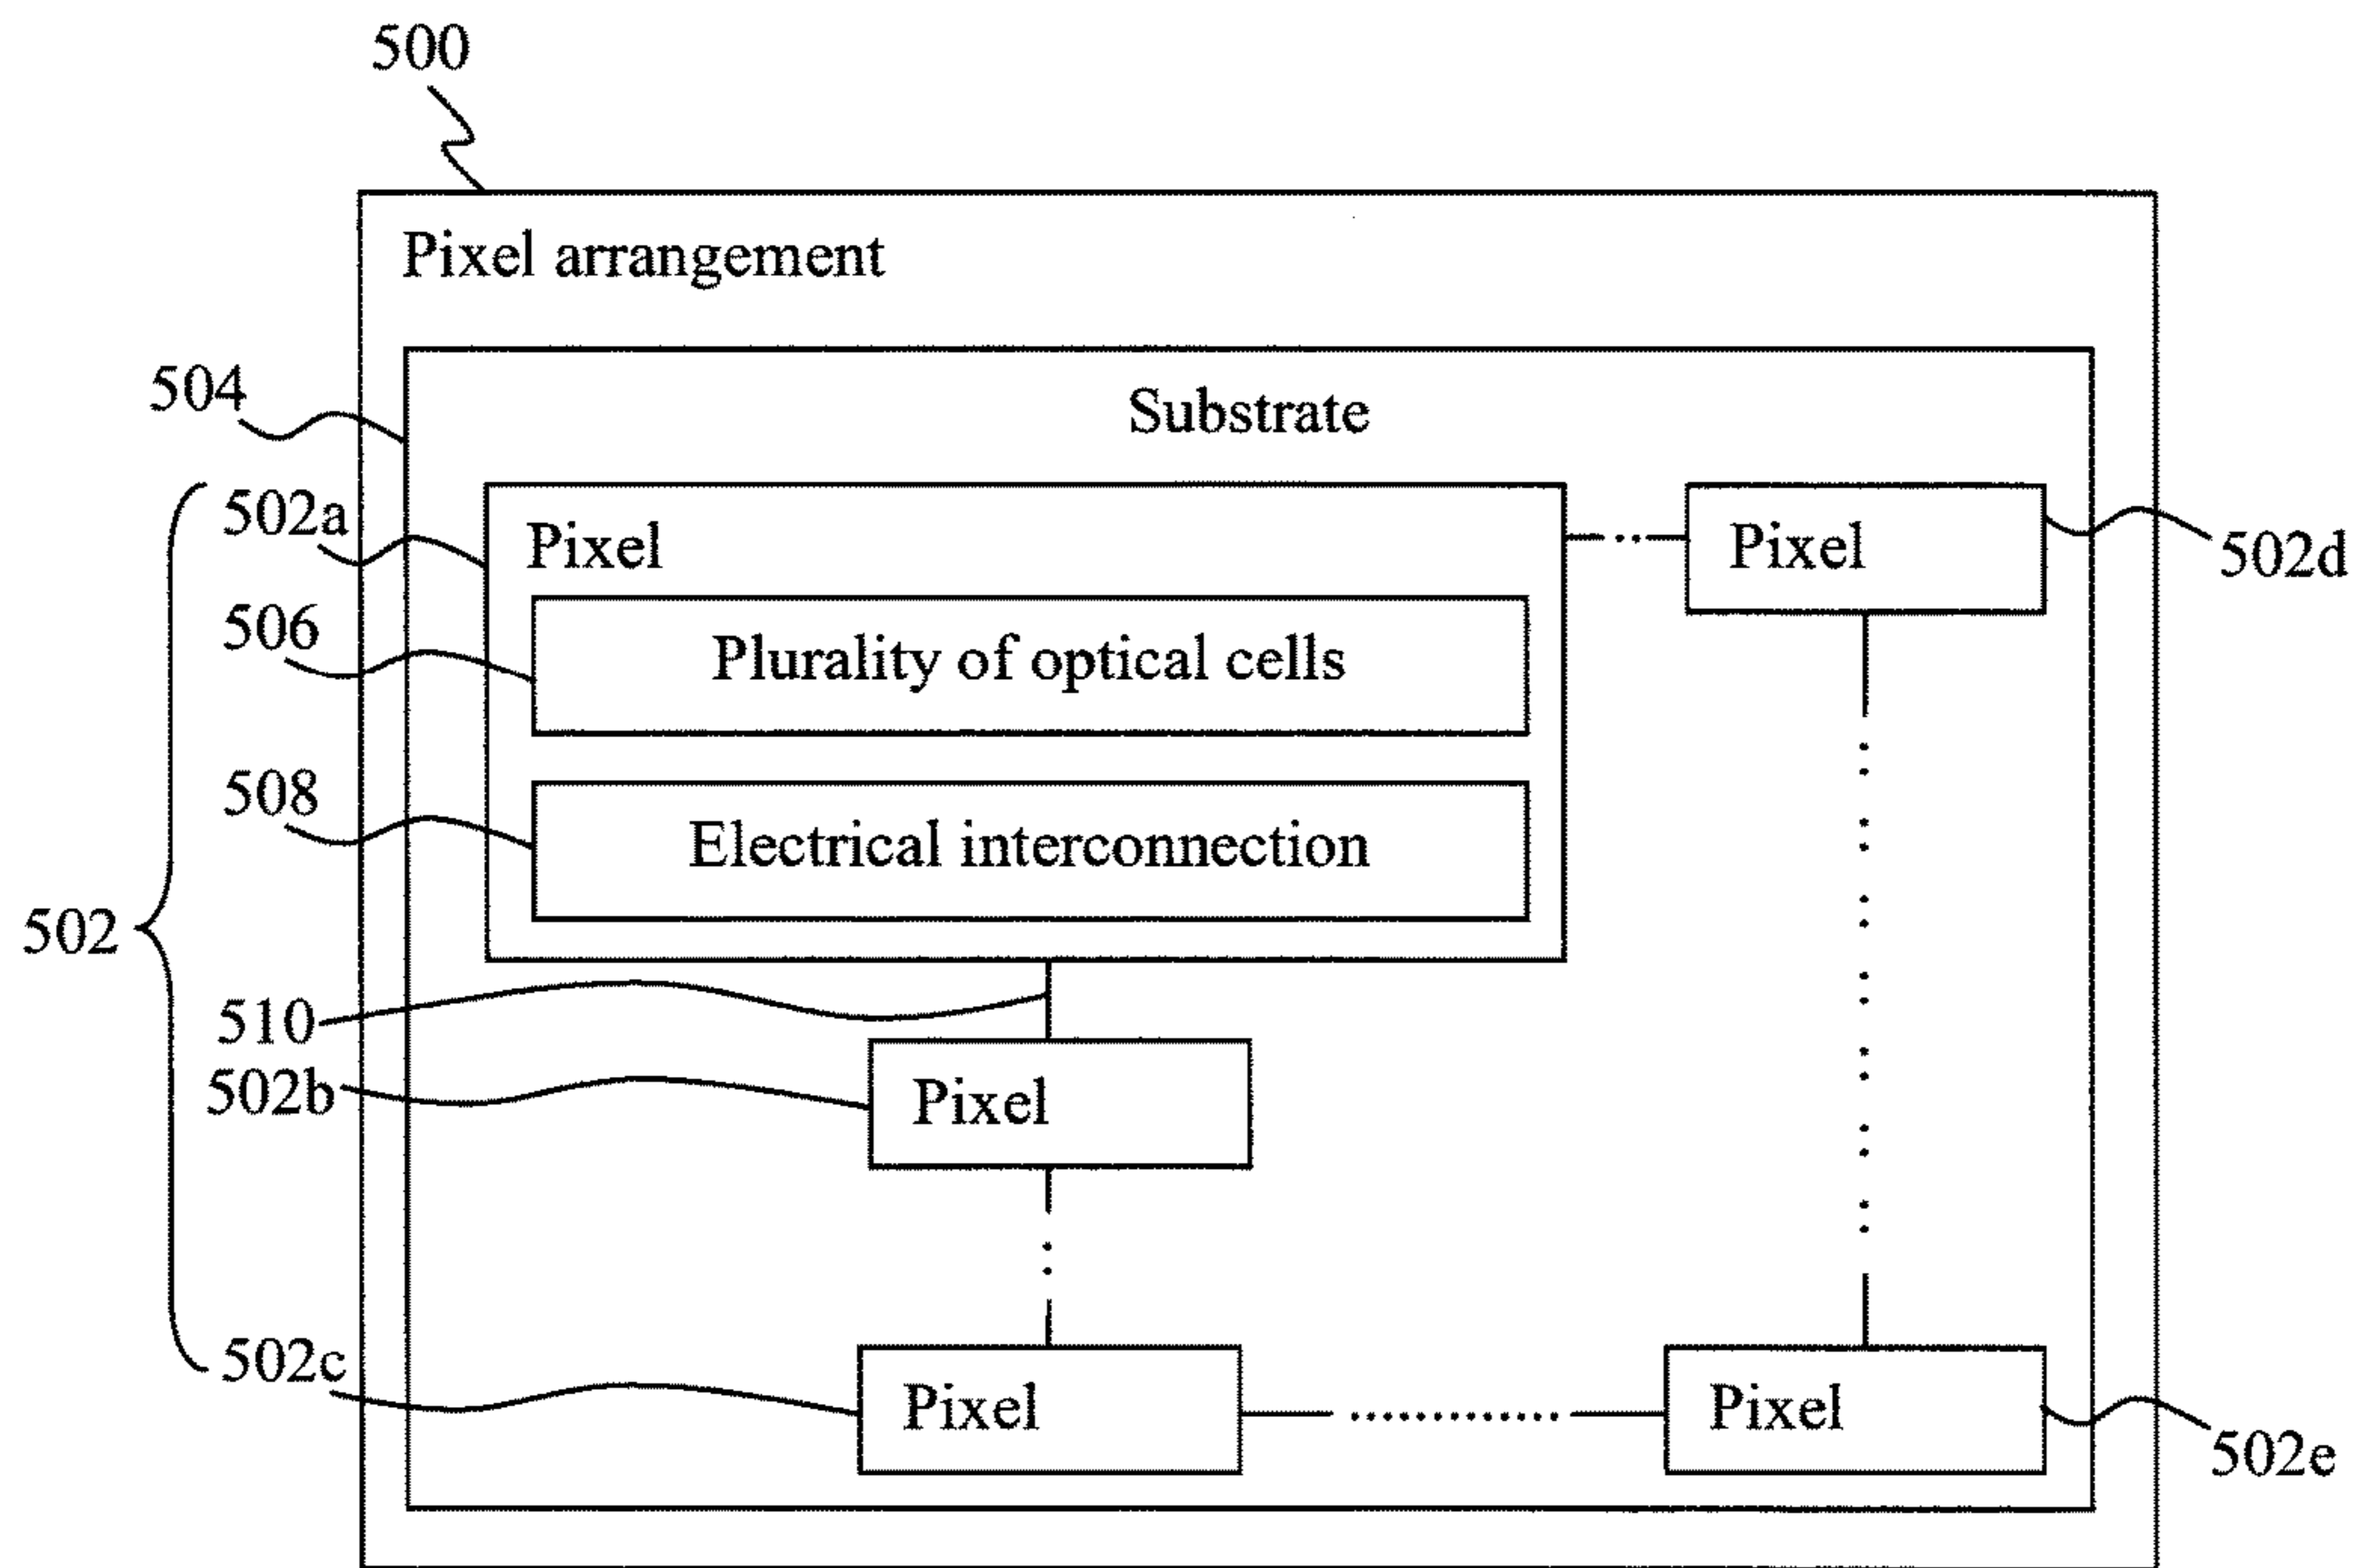 500
Pixel arrangement
504
Substrate
502a
Pixel
Pixel
502d
506
Plurality of optical cells
508
Electrical interconnection
502
510
502b
Pixel
502c
Pixel
Pixel
502e